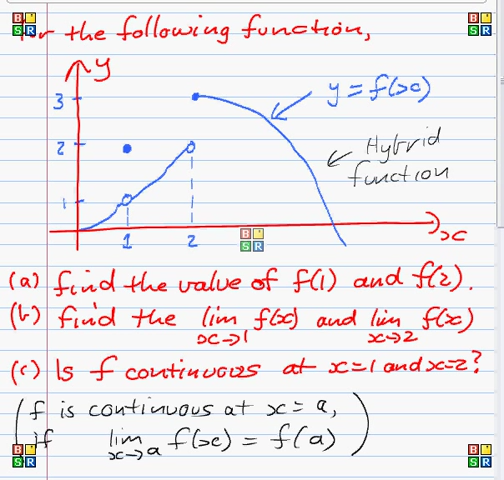 For the following function,
y
3
y = f(x)
2
Hybrid
function
1
1
2
x
B
S R
(a) find the value of f(1) and f(2).
(b) find the lim f(x) and lim f(x)
x→1 x→2
(c) Is f continuous at x=1 and x=2?
(f is continuous at x = a,
if lim f(x) = f(a))
x→a